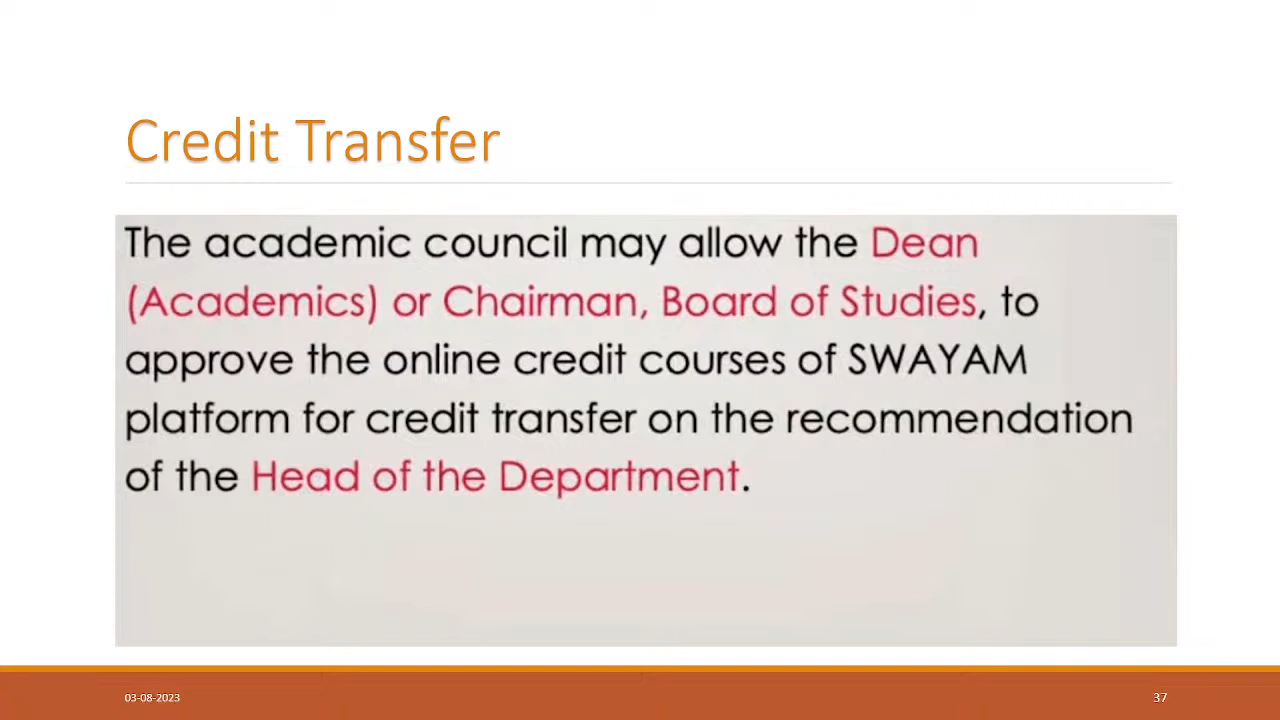 Credit Transfer
The academic council may allow the Dean
(Academics) or Chairman, Board of Studies, to
approve the online credit courses of SWAYAM
platform for credit transfer on the recommendation
of the Head of the Department.
03-08-2023
37